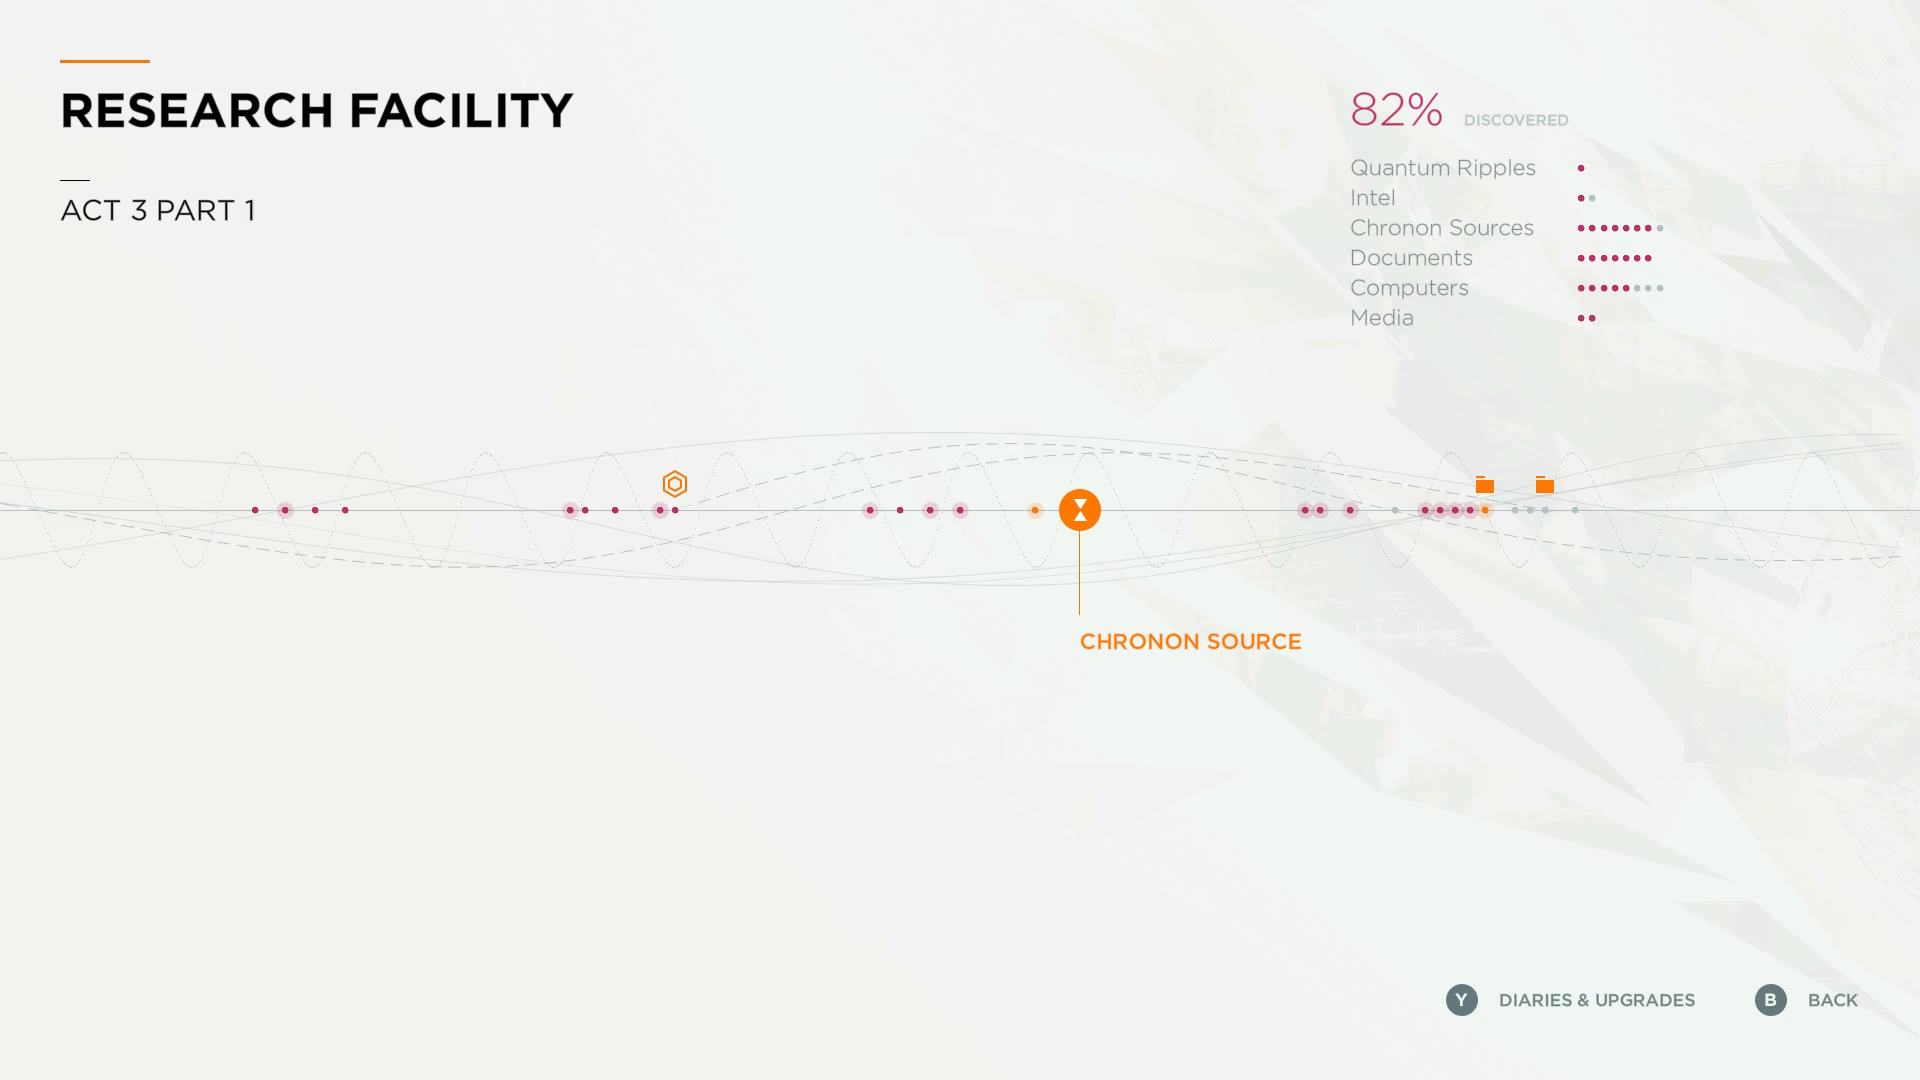 RESEARCH FACILITY
ACT 3 PART 1
82% DISCOVERED
Quantum Ripples
Intel
Chronon Sources
Documents
Computers
Media
CHRONON SOURCE
Y DIARIES & UPGRADES
B BACK